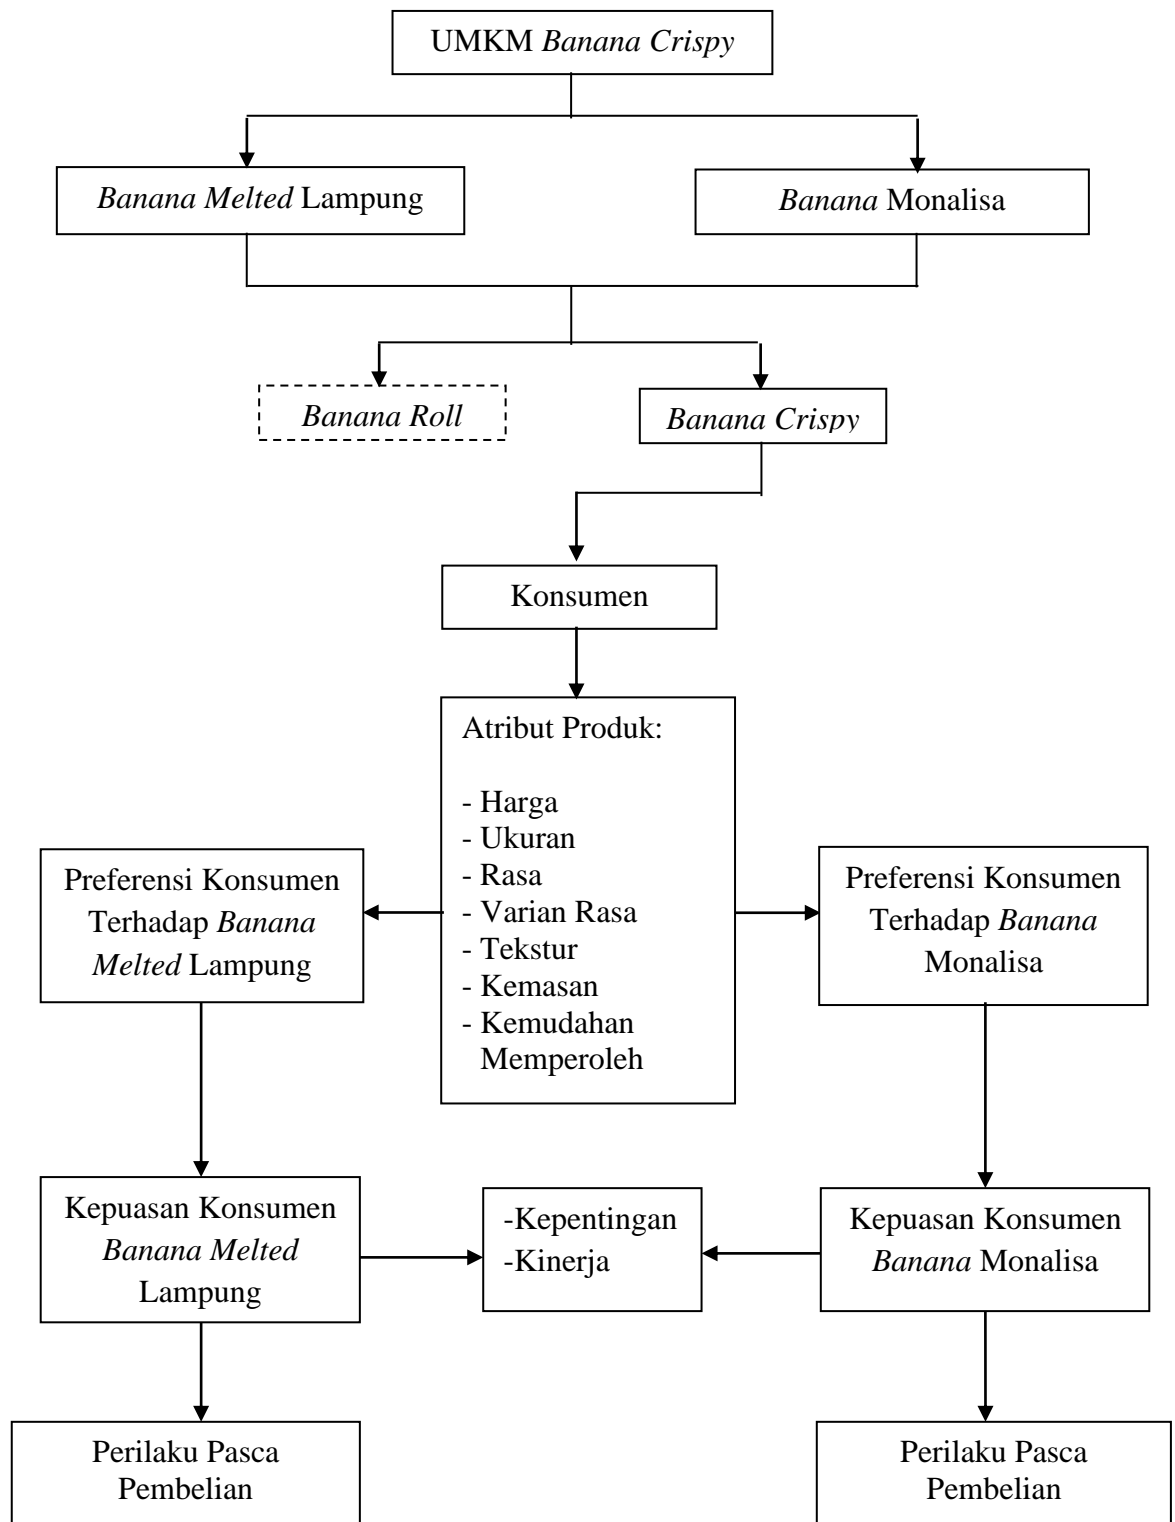 UMKM Banana Crispy
Banana Melted Lampung
Banana Monalisa
Banana Roll
Banana Crispy
Konsumen
Atribut Produk:
- Harga
- Ukuran
- Rasa
- Varian Rasa
- Tekstur
- Kemasan
- Kemudahan
Memperoleh
Preferensi Konsumen
Terhadap Banana
Melted Lampung
Preferensi Konsumen
Terhadap Banana
Monalisa
Kepuasan Konsumen
Banana Melted
Lampung
-Kepentingan
-Kinerja
Kepuasan Konsumen
Banana Monalisa
Perilaku Pasca
Pembelian
Perilaku Pasca
Pembelian